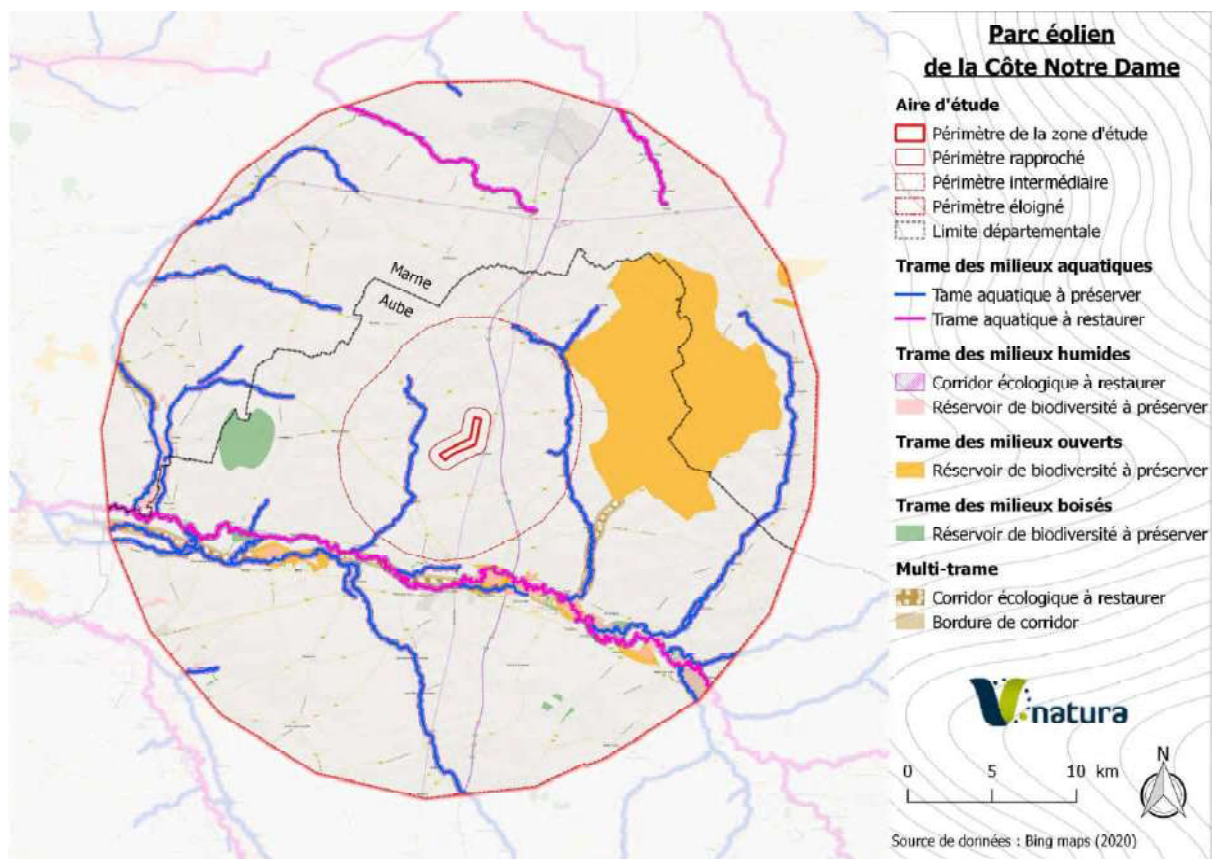 Marne
Aube
Parc éolien
de la Côte Notre Dame
Aire d'étude
Périmètre de la zone d'étude
Périmètre rapproché
Périmètre intermédiaire
Périmètre éloigné
Limite départementale
Trame des milieux aquatiques
Tame aquatique à préserver
Trame aquatique à restaurer
Trame des milieux humides
Corridor écologique à restaurer
Réservoir de biodiversité à préserver
Trame des milieux ouverts
Réservoir de biodiversité à préserver
Trame des milieux boisés
Réservoir de biodiversité à préserver
Multi-trame
Corridor écologique à restaurer
Bordure de corridor
V.natura
N
0 5 10 km
Source de données : Bing maps (2020)